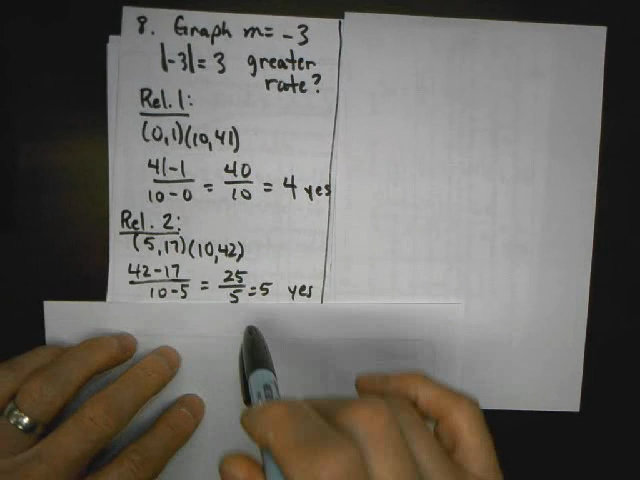 8. Graph m = -3
|-3| = 3 greater
rate?
Rel. 1:
(0,1)(10,41)
41-1 / 10-0 = 40 / 10 = 4 yes
Rel. 2:
(5,17)(10,42)
42-17 / 10-5 = 25 / 5 = 5 yes